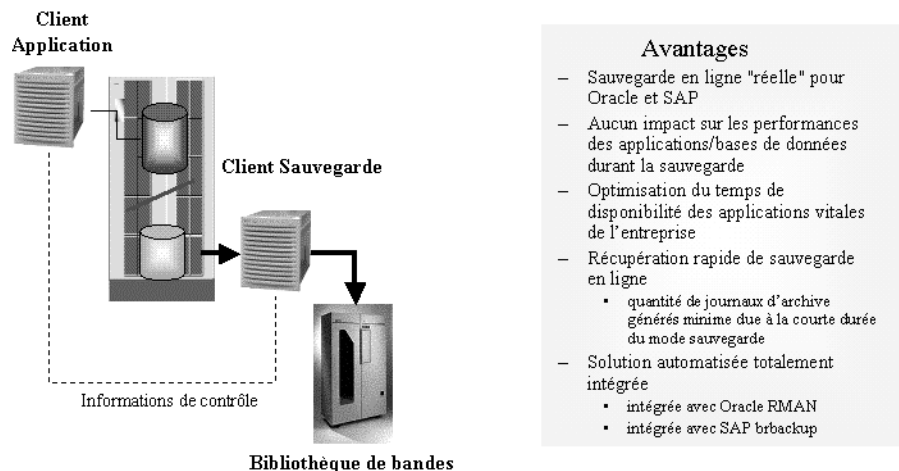 Client
Application
Client Sauvegarde
Informations de contrôle
Bibliothèque de bandes
Avantages
– Sauvegarde en ligne "réelle" pour
Oracle et SAP
– Aucun impact sur les performances
des applications/bases de données
durant la sauvegarde
– Optimisation du temps de
disponibilité des applications vitales
de l'entreprise
– Récupération rapide de sauvegarde
en ligne
▪ quantité de journaux d'archive
générés minime due à la courte durée
du mode sauvegarde
– Solution automatisée totalement
intégrée
▪ intégrée avec Oracle RMAN
▪ intégrée avec SAP brbackup